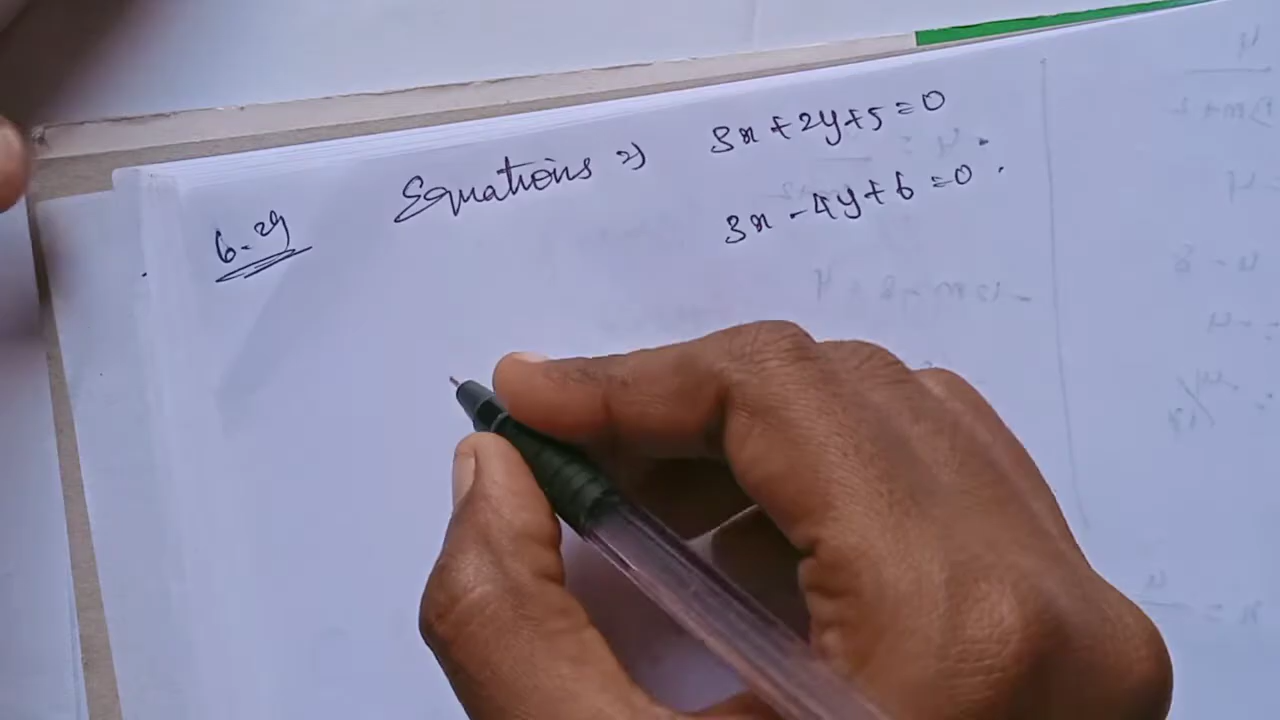 Equations ⇒ 3x + 2y + 5 = 0
6.29 3x - 4y + 6 = 0.